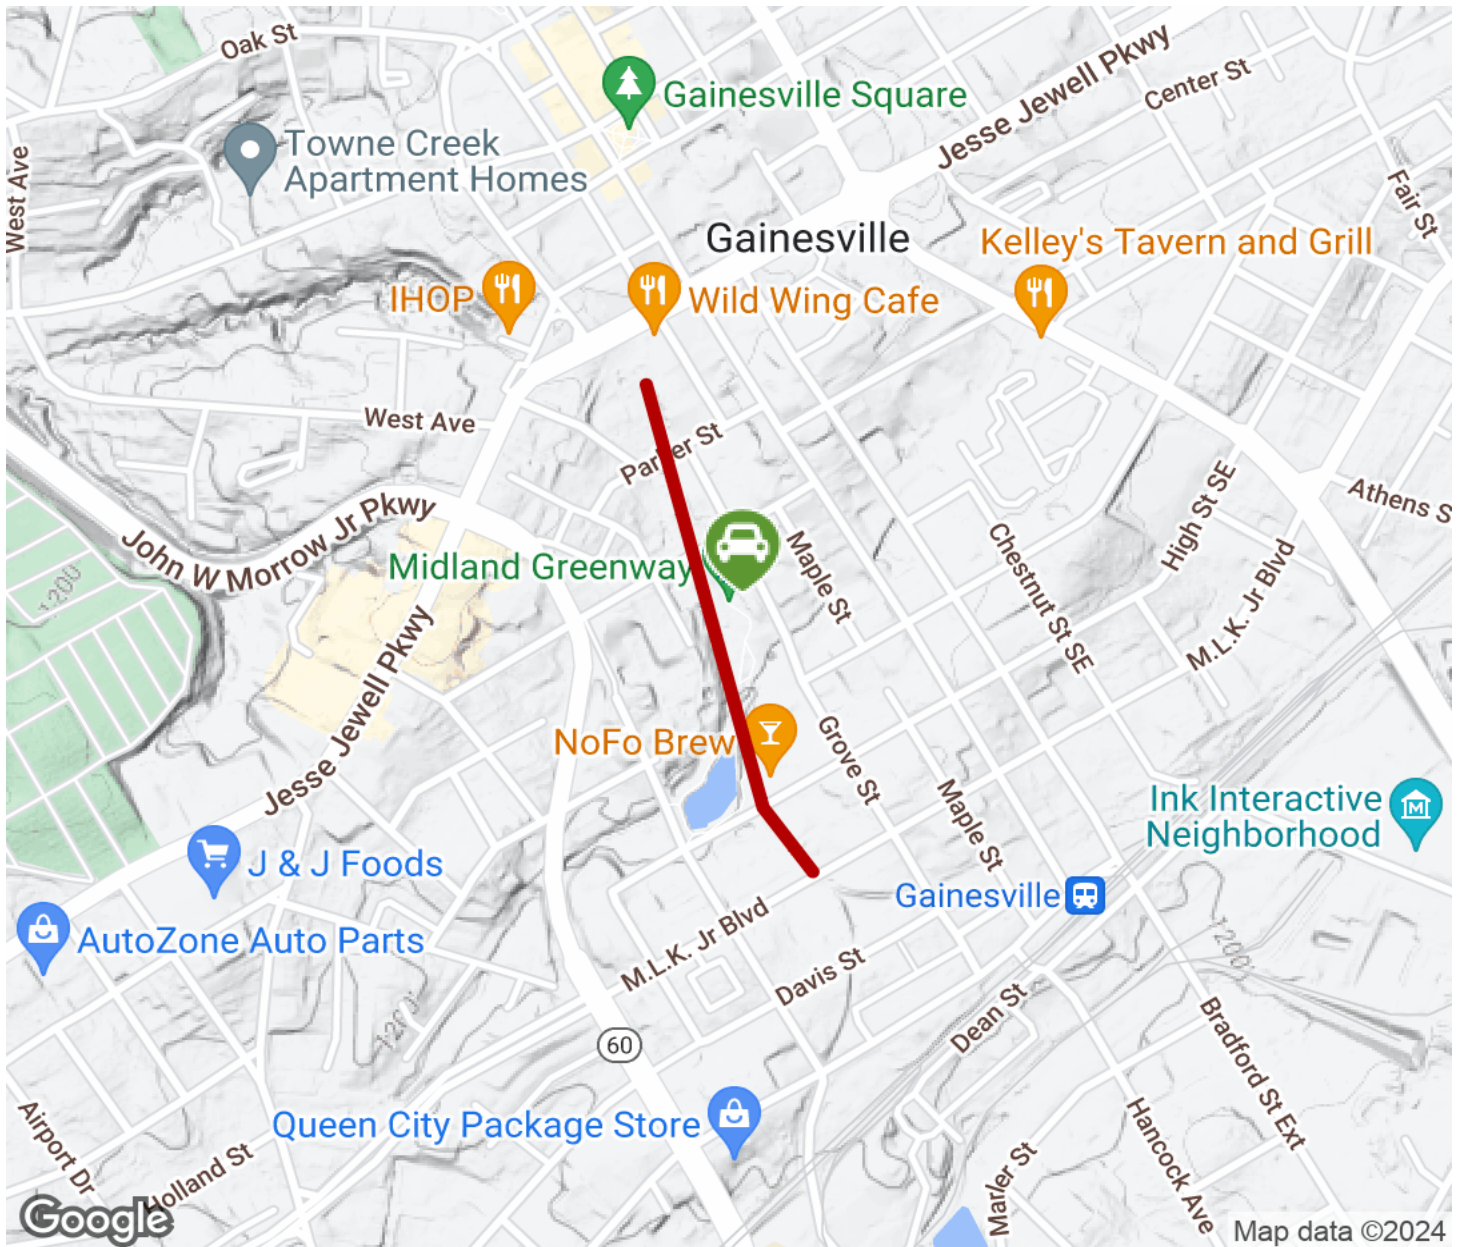 Oak St
Jesse Jewell Pkwy
Center St
Gainesville Square
Towne Creek
Apartment Homes
West Ave
Fair St
Gainesville
Kelley's Tavern and Grill
IHOP
Wild Wing Cafe
West Ave
Parker St
Athens S
High St SE
John W Morrow Jr Pkwy
Maple St
Chestnut St SE
M.L.K. Jr Blvd
Midland Greenway
1200
Jesse Jewell Pkwy
NoFo Brew
Grove St
Maple St
Ink Interactive
Neighborhood
J & J Foods
Gainesville
AutoZone Auto Parts
M.L.K. Jr Blvd
1200
Davis St
1200
Dean St
60
Bradford St Ext
Queen City Package Store
Airport Dr
Holland St
Hancock Ave
Marler St
Google
Map data ©2024